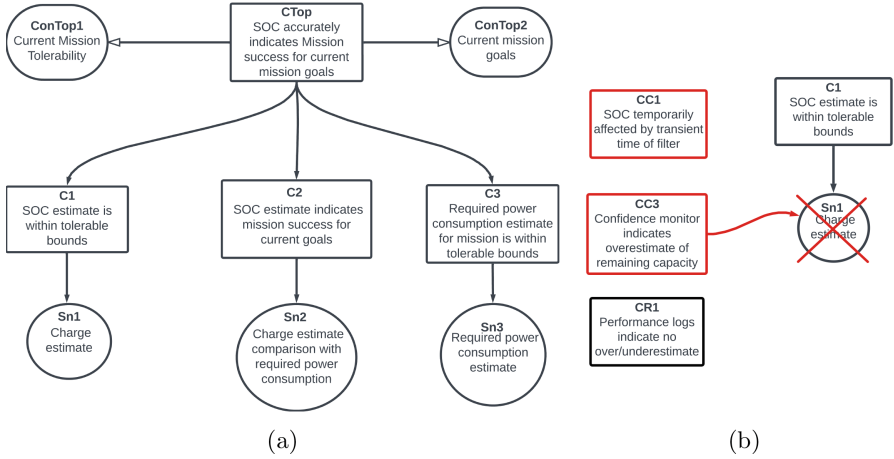 ConTop1
Current Mission
Tolerability
CTop
SOC accurately
indicates Mission
success for current
mission goals
ConTop2
Current mission
goals
C1
SOC estimate is
within tolerable
bounds
C2
SOC estimate indicates
mission success for
current goals
C3
Required power
consumption estimate
for mission is within
tolerable bounds
Sn1
Charge
estimate
Sn2
Charge estimate
comparison with
required power
consumption
Sn3
Required power
consumption
estimate
(a)
CC1
SOC temporarily
affected by transient
time of filter
C1
SOC estimate is
within tolerable
bounds
CC3
Confidence monitor
indicates
overestimate of
remaining capacity
Sn1
Charge
estimate
CR1
Performance logs
indicate no
over/underestimate
(b)